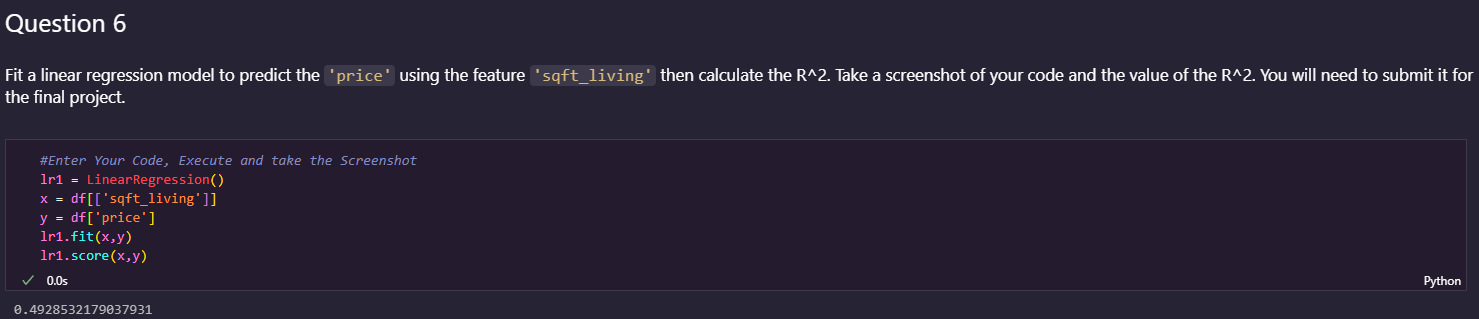 Question 6
Fit a linear regression model to predict the 'price' using the feature 'sqft_living' then calculate the R^2. Take a screenshot of your code and the value of the R^2. You will need to submit it for
the final project.
#Enter Your Code, Execute and take the Screenshot
lr1 = LinearRegression()
x = df[['sqft_living']]
y = df['price']
lr1.fit(x,y)
lr1.score(x,y)
0.0s
Python
0.4928532179037931